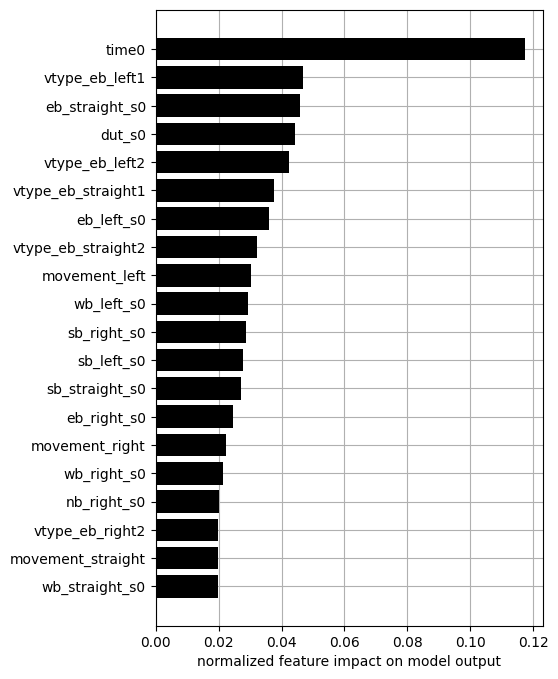 time0
vtype_eb_left1
eb_straight_s0
dut_s0
vtype_eb_left2
vtype_eb_straight1
eb_left_s0
vtype_eb_straight2
movement_left
wb_left_s0
sb_right_s0
sb_left_s0
sb_straight_s0
eb_right_s0
movement_right
wb_right_s0
nb_right_s0
vtype_eb_right2
movement_straight
wb_straight_s0
0.00 0.02 0.04 0.06 0.08 0.10 0.12
normalized feature impact on model output